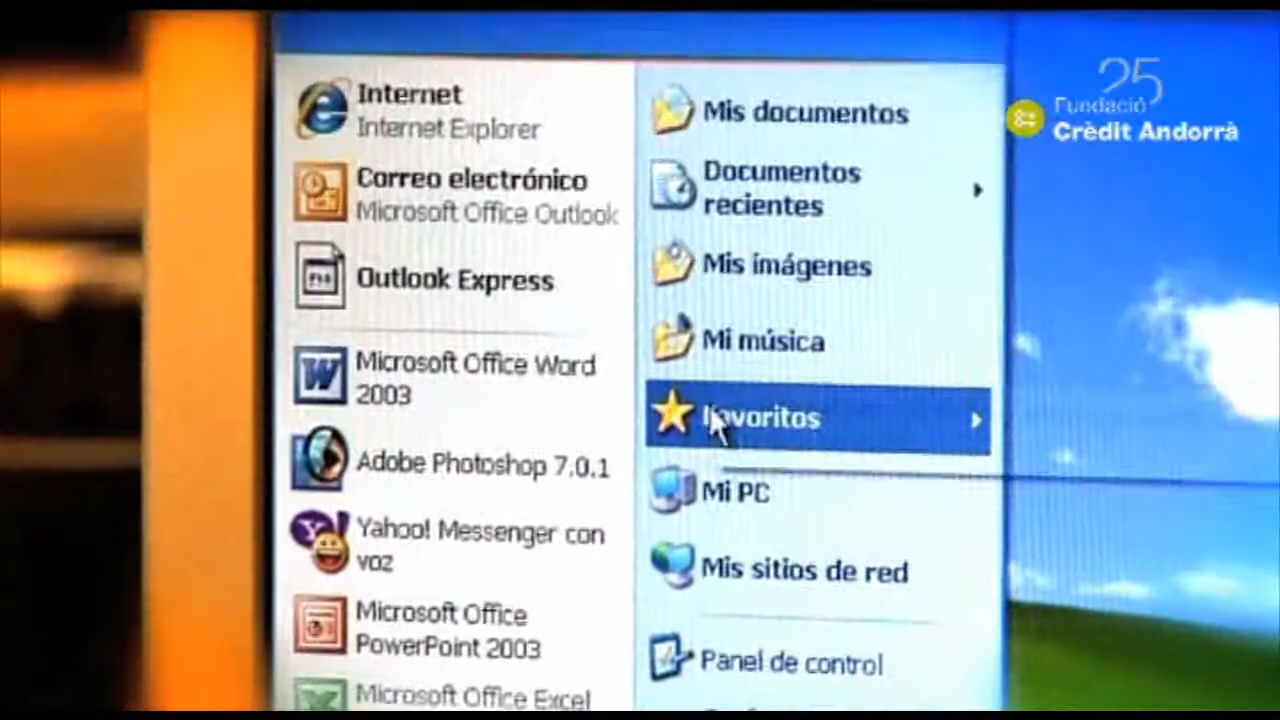 Internet
Internet Explorer
Correo electrónico
Microsoft Office Outlook
Outlook Express
Microsoft Office Word
2003
Adobe Photoshop 7.0.1
Yahoo! Messenger con
voz
Microsoft Office
PowerPoint 2003
Microsoft Office Excel
Mis documentos
Documentos
recientes
Mis imágenes
Mi música
Favoritos
Mi PC
Mis sitios de red
Panel de control
25
Fundació
Crèdit Andorrà